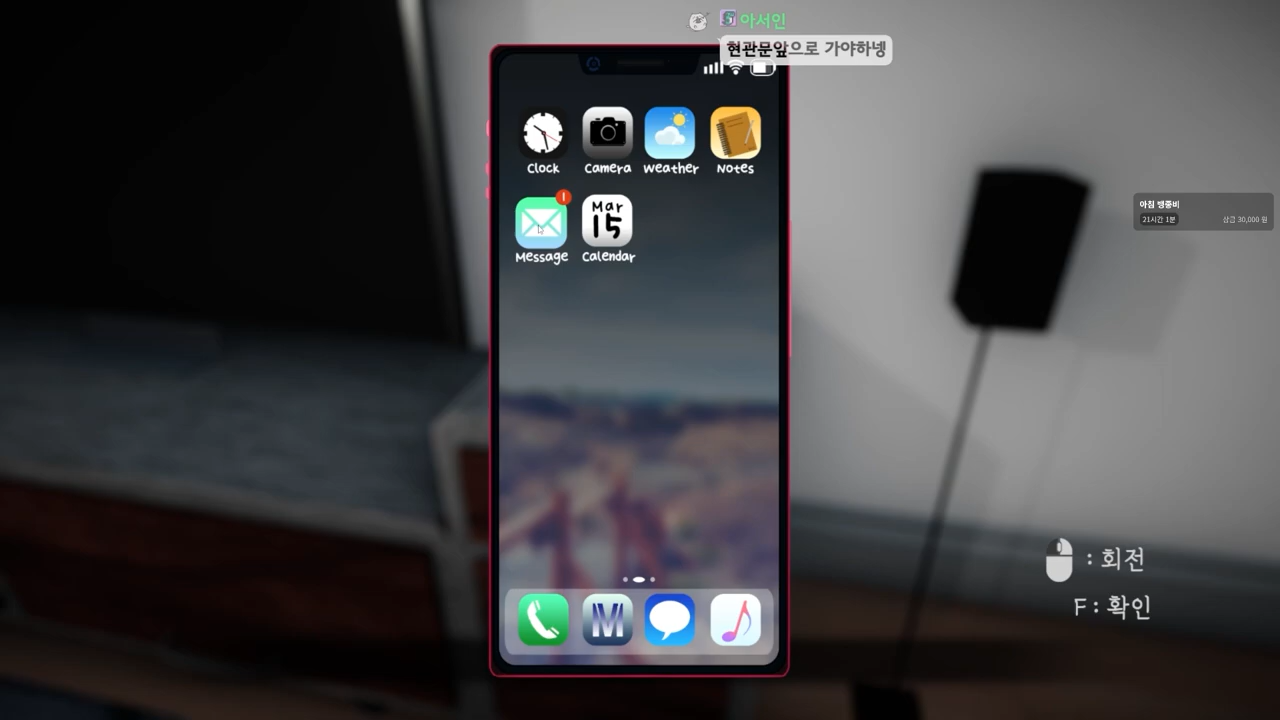 아서인
현관문앞으로 가야하넹
Clock
Camera
Weather
Notes
Message
Mar
15
Calendar
아침 뱅종비
21시간 1분
상금 30,000 원
: 회전
F : 확인